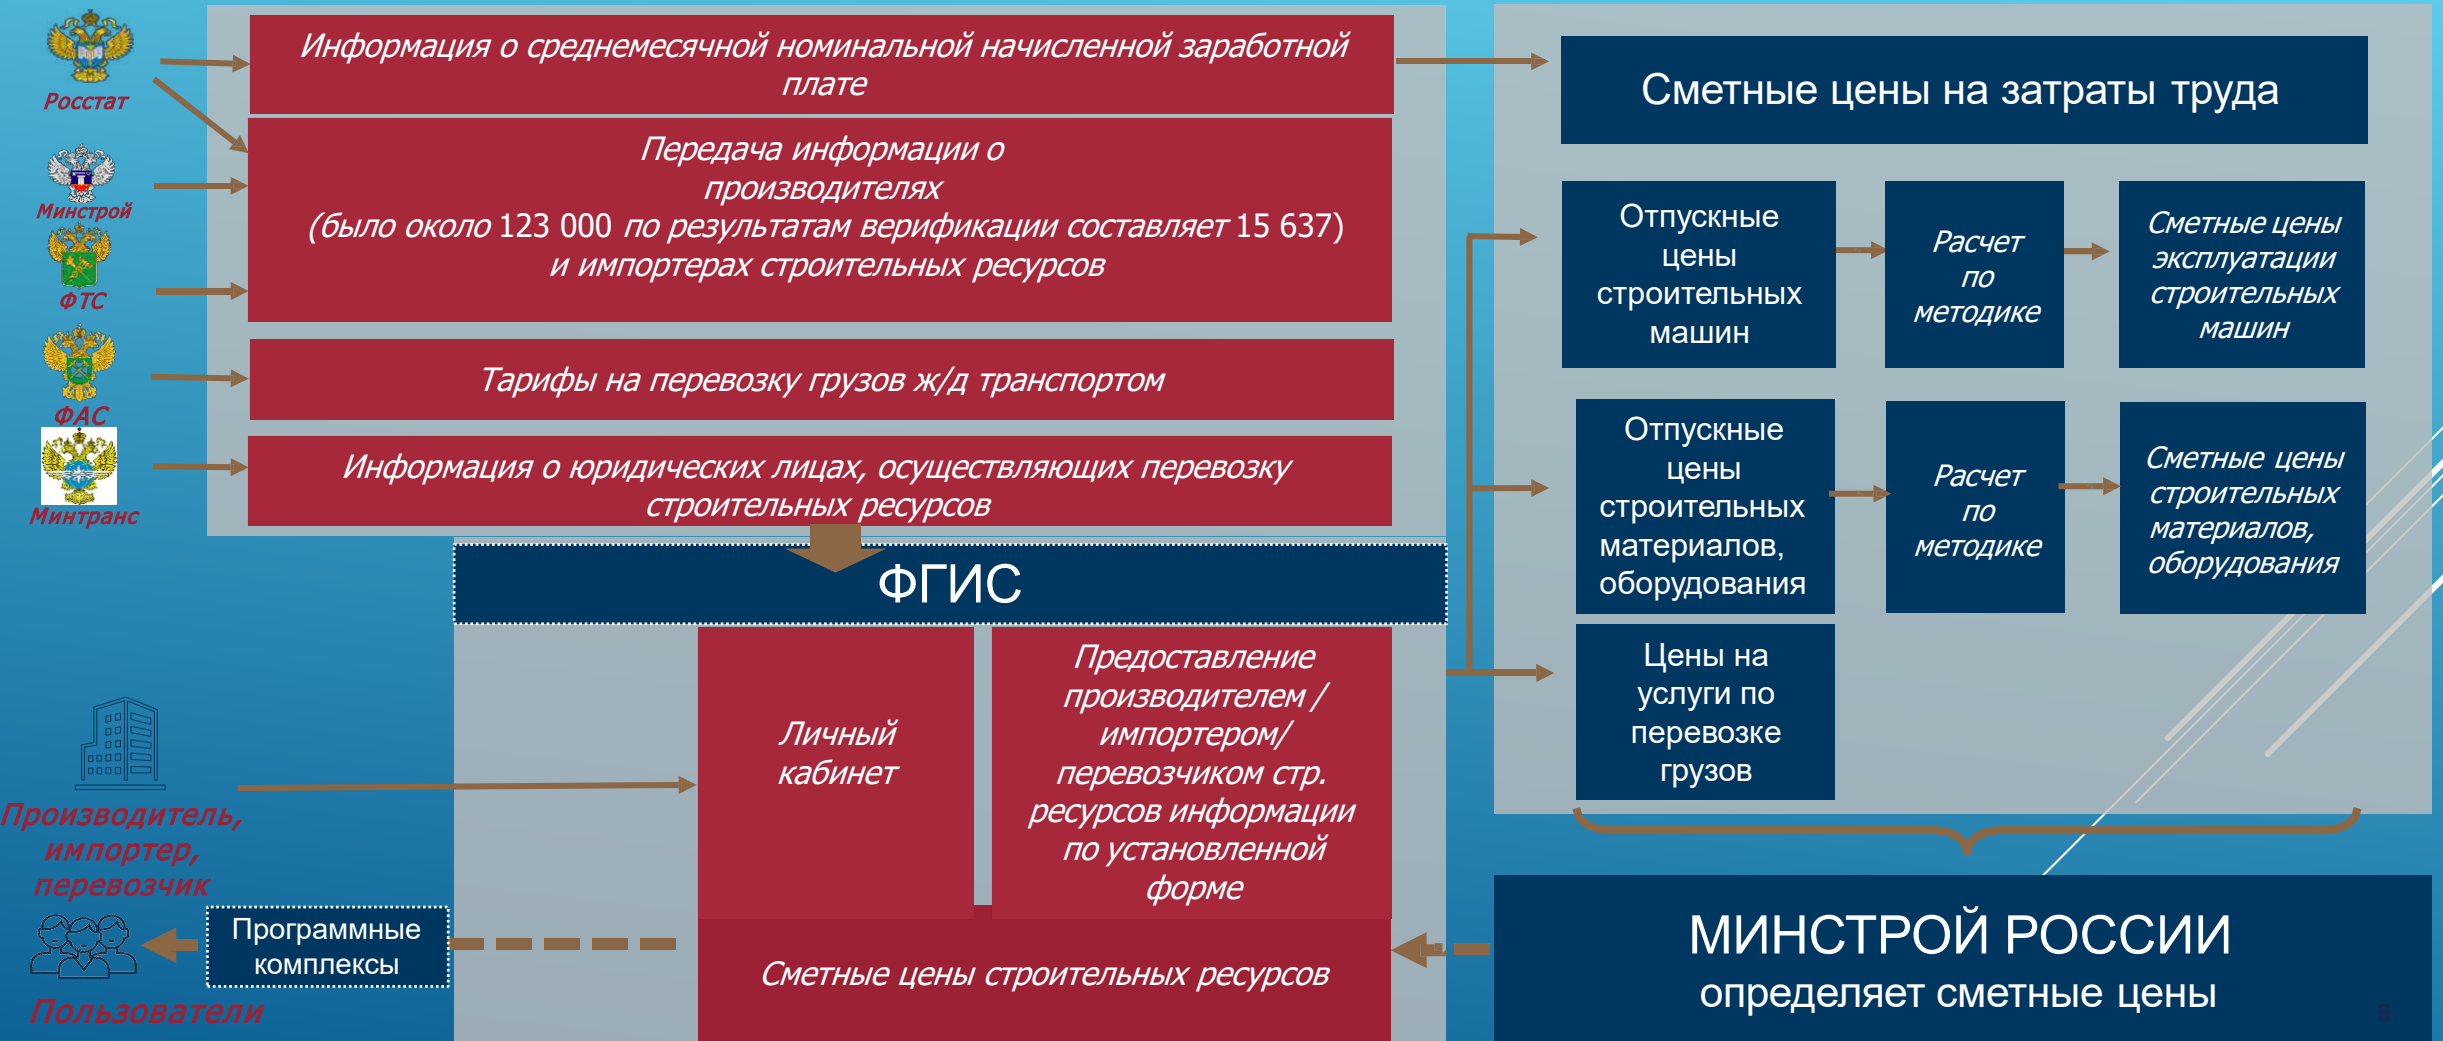 Росстат
Минстрой
ФТС
ФАС
Минтранс
Информация о среднемесячной номинальной начисленной заработной
плате
Передача информации о
производителях
(было около 123 000 по результатам верификации составляет 15 637)
и импортерах строительных ресурсов
Тарифы на перевозку грузов ж/д транспортом
Информация о юридических лицах, осуществляющих перевозку
строительных ресурсов
ФГИС
Личный
кабинет
Предоставление
производителем /
импортером/
перевозчиком стр.
ресурсов информации
по установленной
форме
Сметные цены строительных ресурсов
Производитель,
импортер,
перевозчик
Программные
комплексы
Пользователи
Сметные цены на затраты труда
Отпускные
цены
строительных
машин
Расчет
по
методике
Сметные цены
эксплуатации
строительных
машин
Отпускные
цены
строительных
материалов,
оборудования
Расчет
по
методике
Сметные цены
строительных
материалов,
оборудования
Цены на
услуги по
перевозке
грузов
МИНСТРОЙ РОССИИ
определяет сметные цены
8